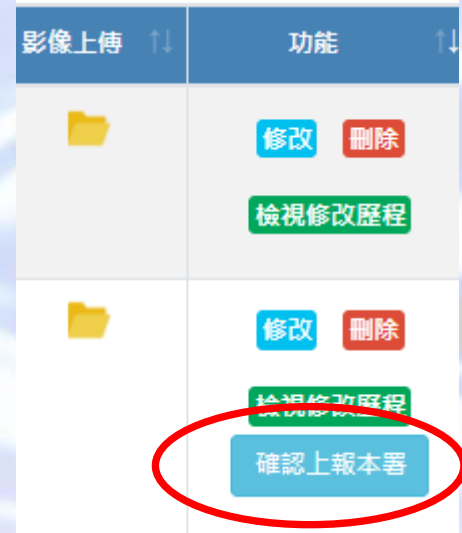 影像上傳 功能
修改 刪除
檢視修改歷程
修改 刪除
檢視修改歷程
確認上報本署